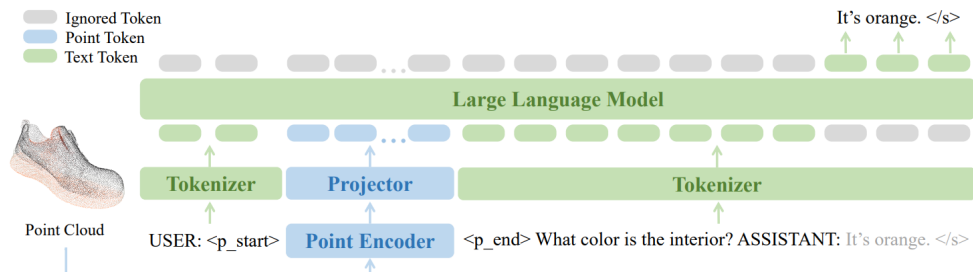 Ignored Token
Point Token
Text Token
It's orange. </s>
Large Language Model
Tokenizer
Projector
Tokenizer
Point Cloud
USER: <p_start>
Point Encoder
<p_end> What color is the interior? ASSISTANT: It's orange. </s>